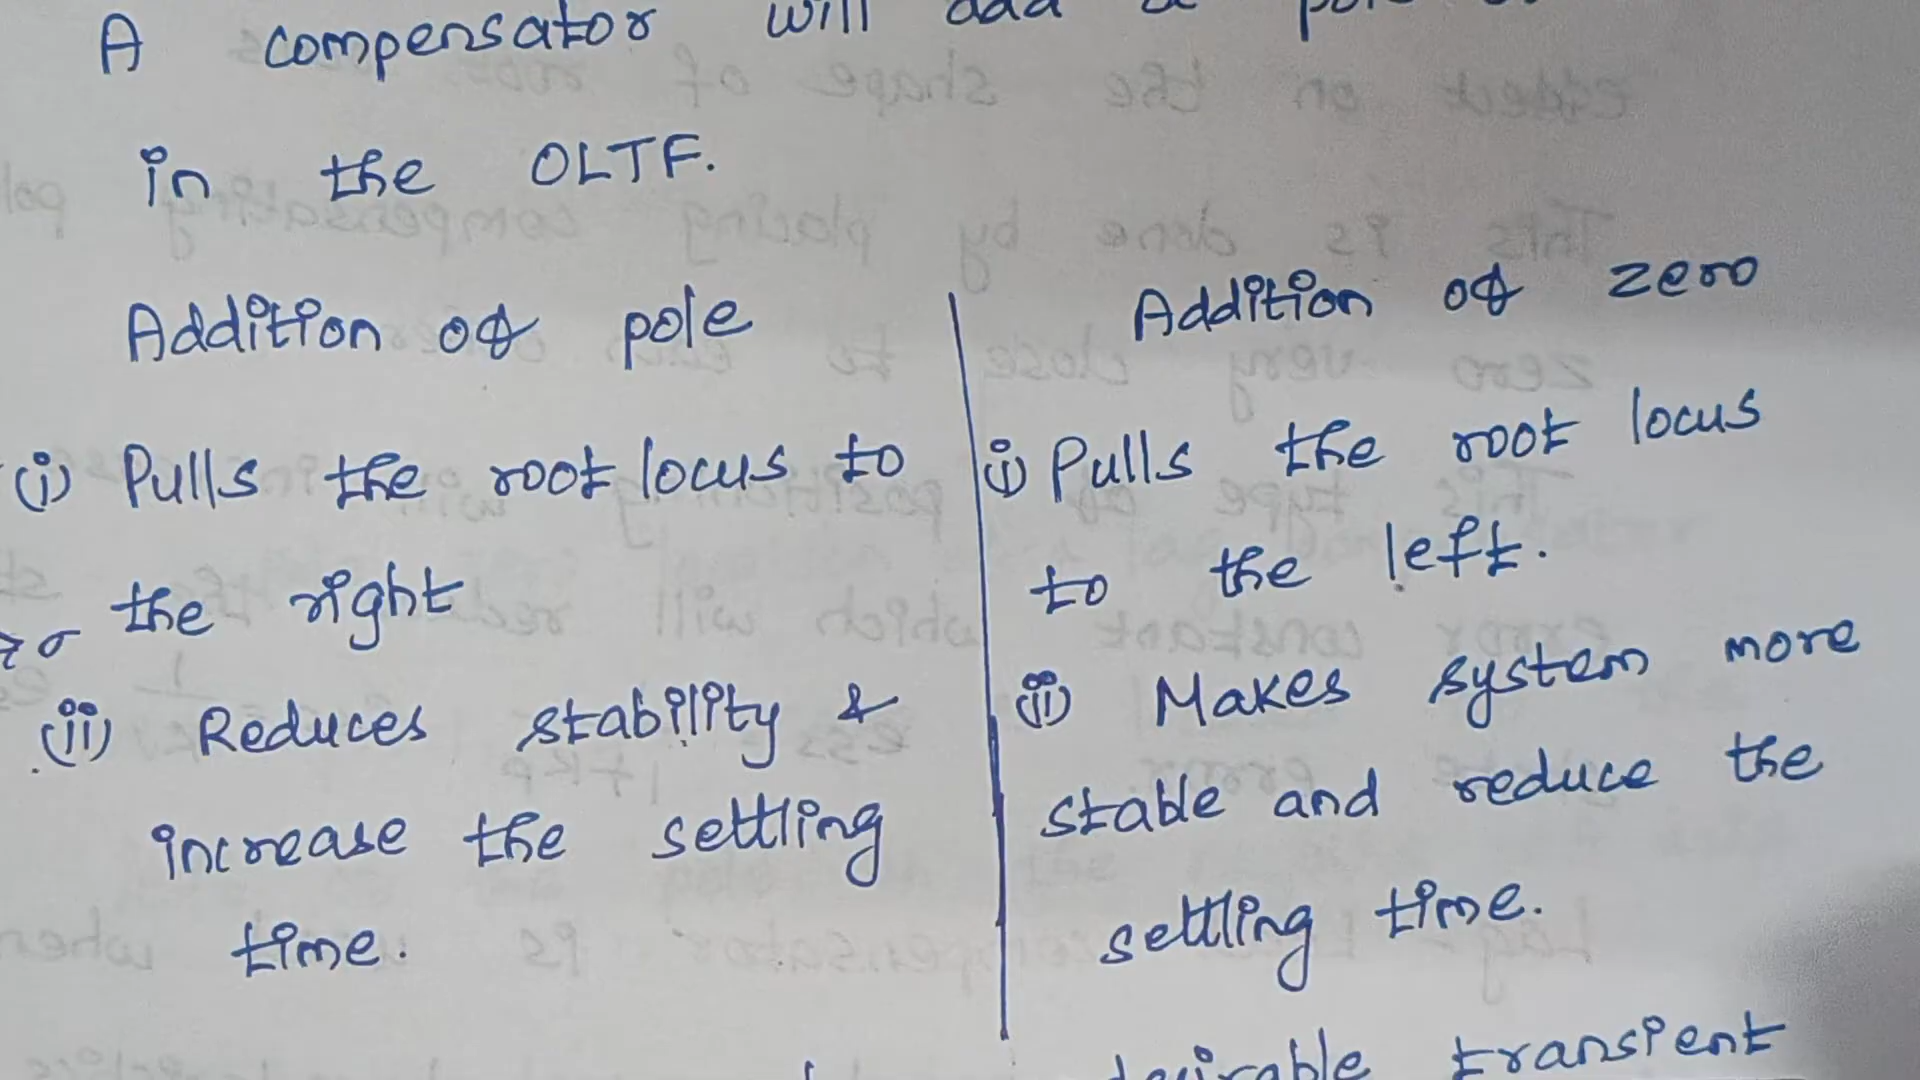 A compensator will add a
in the OLTF.
Addition of pole
(i) Pulls the root locus to
the right
(ii) Reduces stability &
increase the settling
time.
Addition of zero
(i) Pulls the root locus
to the left.
(ii) Makes system more
stable and reduce the
settling time.
desirable transient